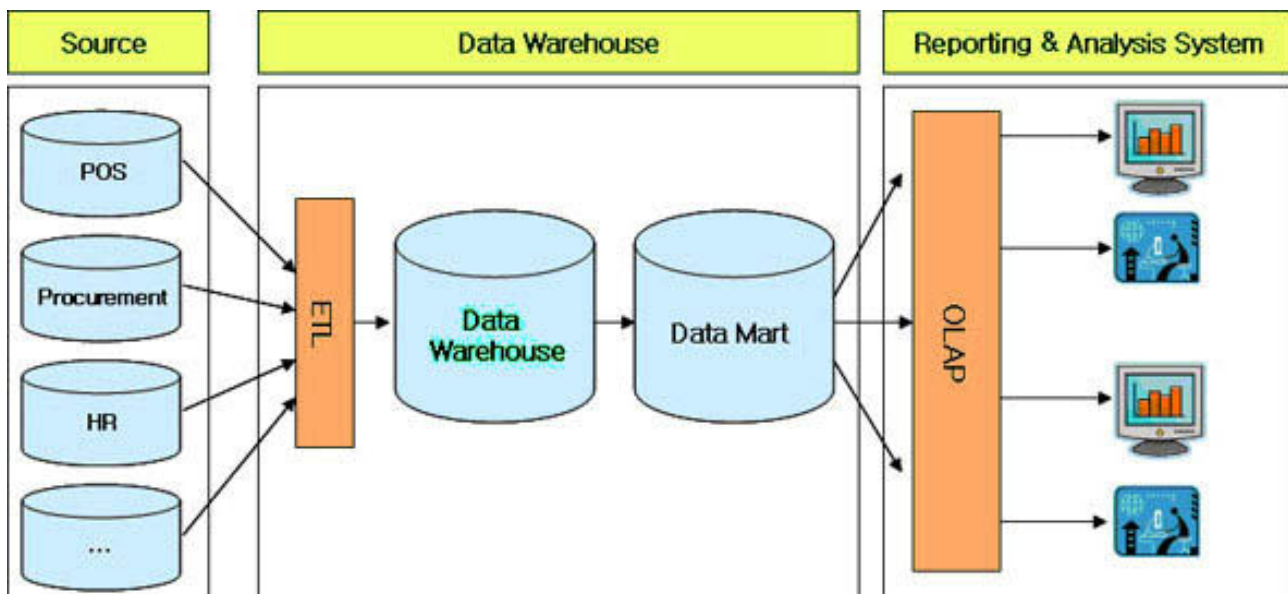 Source
Data Warehouse
Reporting & Analysis System
POS
Procurement
HR
...
ETL
Data
Warehouse
Data Mart
OLAP